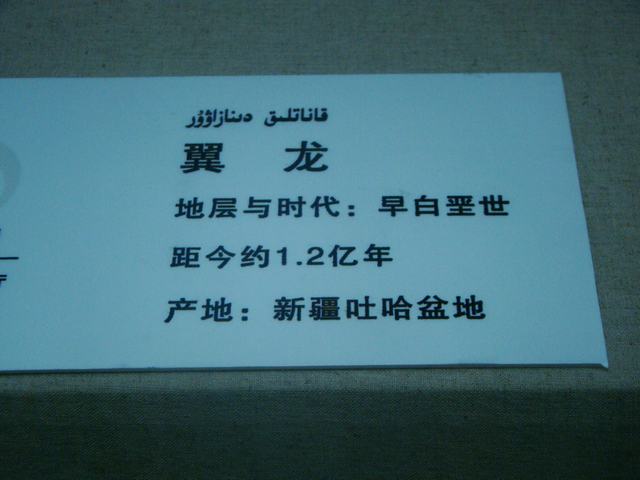 قاناتلىق دىنازاۋۇر
翼 龙
地层与时代：早白垩世
距今约1.2亿年
产地：新疆吐哈盆地